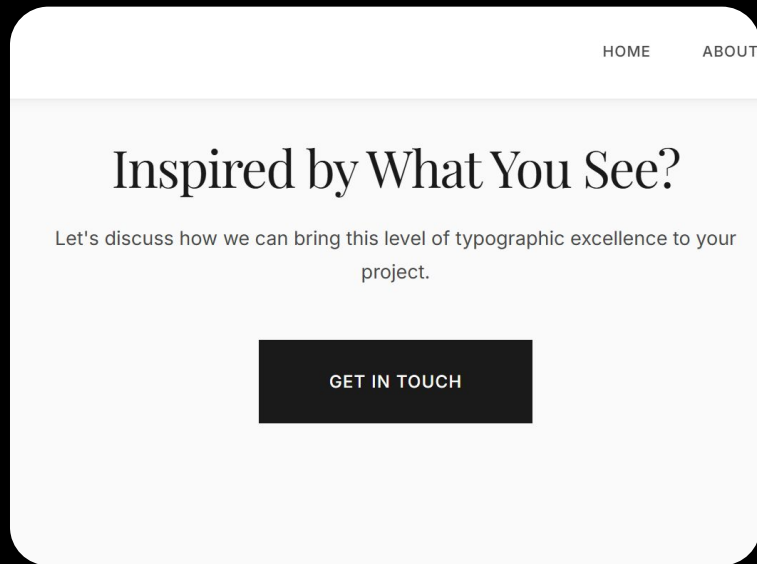 HOME ABOUT
Inspired by What You See?
Let's discuss how we can bring this level of typographic excellence to your
project.
GET IN TOUCH